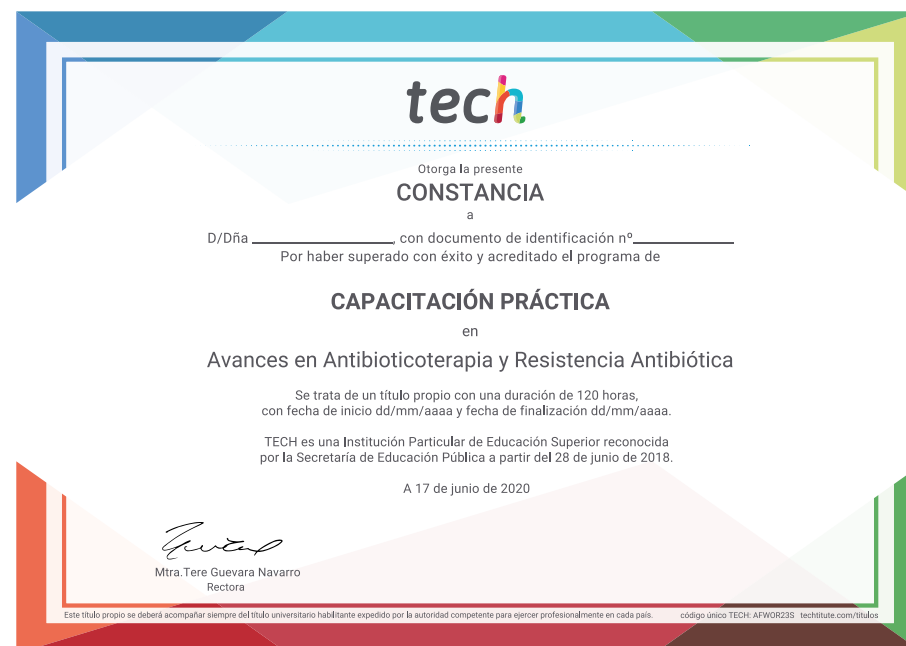 tech
Otorga la presente
CONSTANCIA
a
D/Dña ________________, con documento de identificación nº____________
Por haber superado con éxito y acreditado el programa de
CAPACITACIÓN PRÁCTICA
en
Avances en Antibioticoterapia y Resistencia Antibiótica
Se trata de un título propio con una duración de 120 horas,
con fecha de inicio dd/mm/aaaa y fecha de finalización dd/mm/aaaa.
TECH es una Institución Particular de Educación Superior reconocida
por la Secretaría de Educación Pública a partir del 28 de junio de 2018.
A 17 de junio de 2020
Mtra.Tere Guevara Navarro
Rectora
Este título propio se deberá acompañar siempre del título universitario habilitante expedido por la autoridad competente para ejercer profesionalmente en cada país. código único TECH: AFWOR23S techtitute.com/titulos